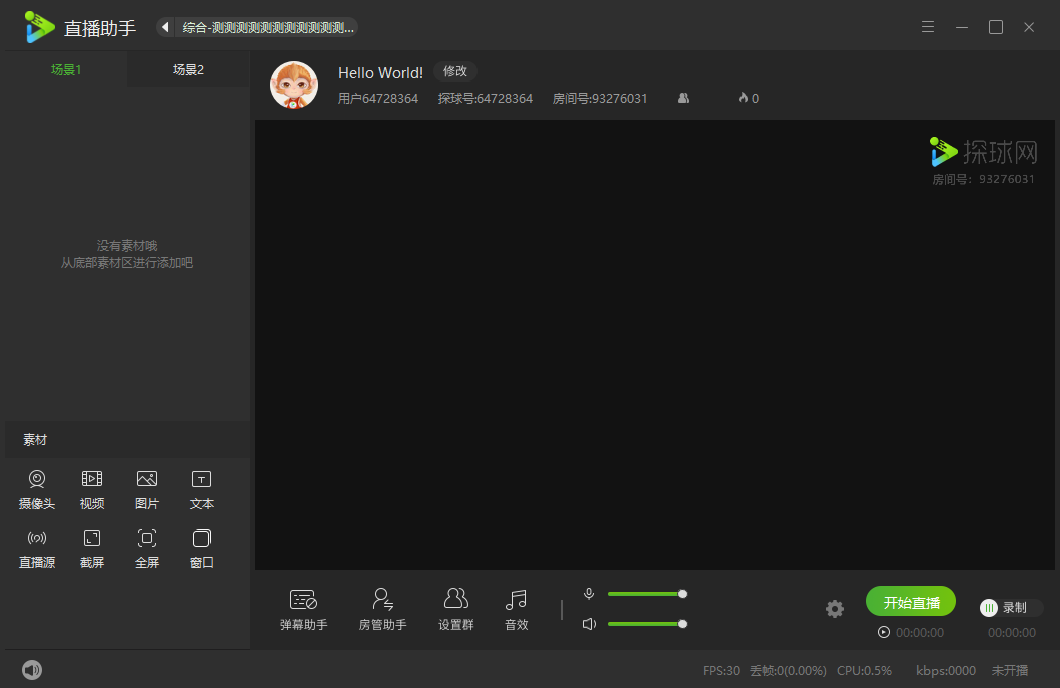 直播助手
综合-测测测测测测测测测测测...
场景1 场景2
Hello World! 修改
用户64728364 探球号:64728364 房间号:93276031 0
探球网
房间号: 93276031
没有素材哦
从底部素材区进行添加吧
素材
摄像头 视频 图片 文本
直播源 截屏 全屏 窗口
弹幕助手 房管助手 设置群 音效
开始直播 录制
00:00:00 00:00:00
FPS:30 丢帧:0(0.00%) CPU:0.5% kbps:0000 未开播